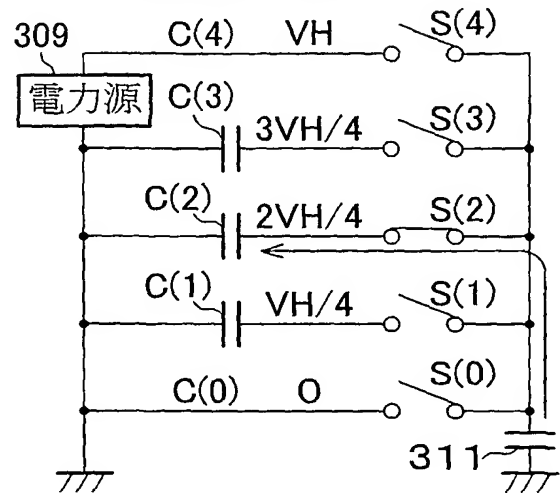 309
C(4) VH S(4)
電力源
C(3) 3VH/4 S(3)
C(2) 2VH/4 S(2)
C(1) VH/4 S(1)
C(0) O S(0)
311